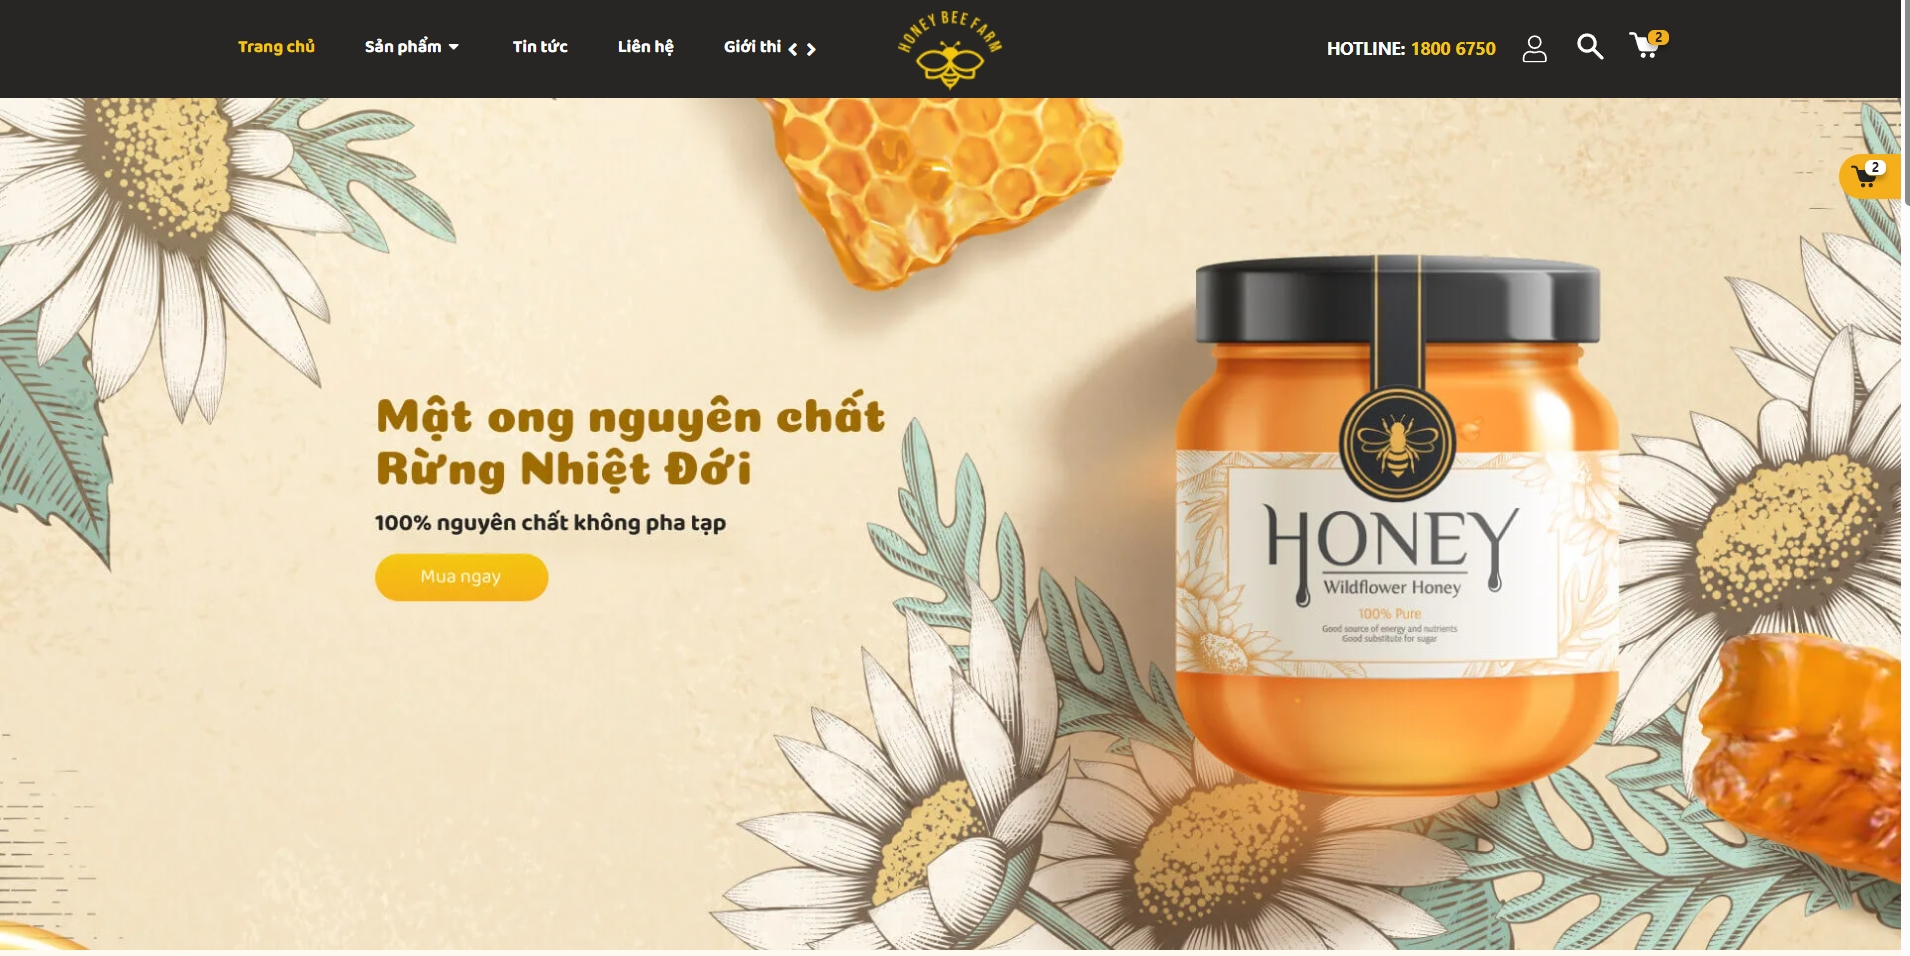 Trang chủ Sản phẩm Tin tức Liên hệ Giới thi
HONEY BEE FARM
HOTLINE: 1800 6750
2
2
Mật ong nguyên chất
Rừng Nhiệt Đới
100% nguyên chất không pha tạp
Mua ngay
HONEY
Wildflower Honey
100% Pure
Good source of energy and nutrients
Good substitute for sugar